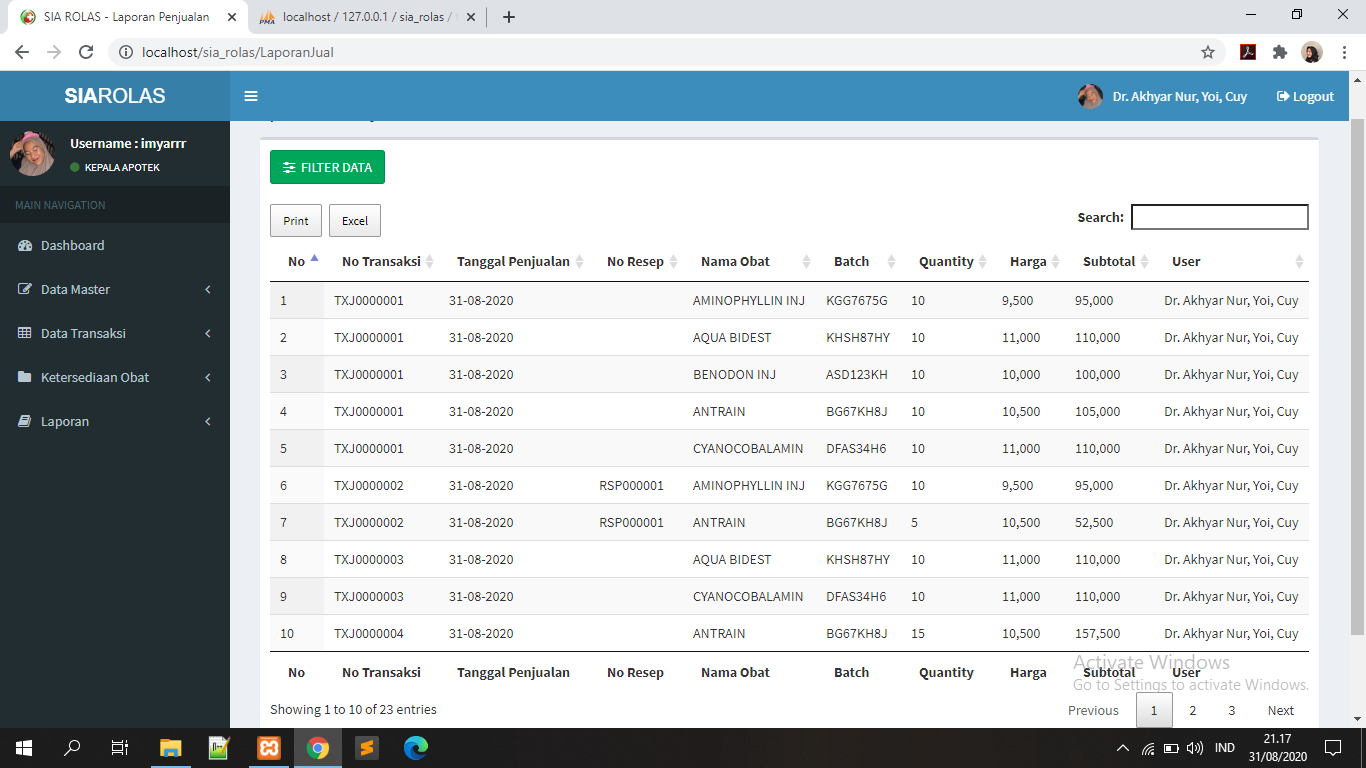 SIA ROLAS - Laporan Penjualan
localhost / 127.0.0.1 / sia_rolas /
localhost/sia_rolas/LaporanJual
SIAROLAS
Dr. Akhyar Nur, Yoi, Cuy
Logout
Username : imyarrr
KEPALA APOTEK
MAIN NAVIGATION
Dashboard
Data Master
Data Transaksi
Ketersediaan Obat
Laporan
FILTER DATA
Print Excel Search:
No No Transaksi Tanggal Penjualan No Resep Nama Obat Batch Quantity Harga Subtotal User
1 TXJ0000001 31-08-2020 AMINOPHYLLIN INJ KGG7675G 10 9,500 95,000 Dr. Akhyar Nur, Yoi, Cuy
2 TXJ0000001 31-08-2020 AQUA BIDEST KHSH87HY 10 11,000 110,000 Dr. Akhyar Nur, Yoi, Cuy
3 TXJ0000001 31-08-2020 BENODON INJ ASD123KH 10 10,000 100,000 Dr. Akhyar Nur, Yoi, Cuy
4 TXJ0000001 31-08-2020 ANTRAIN BG67KH8J 10 10,500 105,000 Dr. Akhyar Nur, Yoi, Cuy
5 TXJ0000001 31-08-2020 CYANOCOBALAMIN DFAS34H6 10 11,000 110,000 Dr. Akhyar Nur, Yoi, Cuy
6 TXJ0000002 31-08-2020 RSP000001 AMINOPHYLLIN INJ KGG7675G 10 9,500 95,000 Dr. Akhyar Nur, Yoi, Cuy
7 TXJ0000002 31-08-2020 RSP000001 ANTRAIN BG67KH8J 5 10,500 52,500 Dr. Akhyar Nur, Yoi, Cuy
8 TXJ0000003 31-08-2020 AQUA BIDEST KHSH87HY 10 11,000 110,000 Dr. Akhyar Nur, Yoi, Cuy
9 TXJ0000003 31-08-2020 CYANOCOBALAMIN DFAS34H6 10 11,000 110,000 Dr. Akhyar Nur, Yoi, Cuy
10 TXJ0000004 31-08-2020 ANTRAIN BG67KH8J 15 10,500 157,500 Dr. Akhyar Nur, Yoi, Cuy
No No Transaksi Tanggal Penjualan No Resep Nama Obat Batch Quantity Harga Subtotal User
Activate Windows
Go to Settings to activate Windows.
Showing 1 to 10 of 23 entries
Previous 1 2 3 Next
IND
21.17
31/08/2020